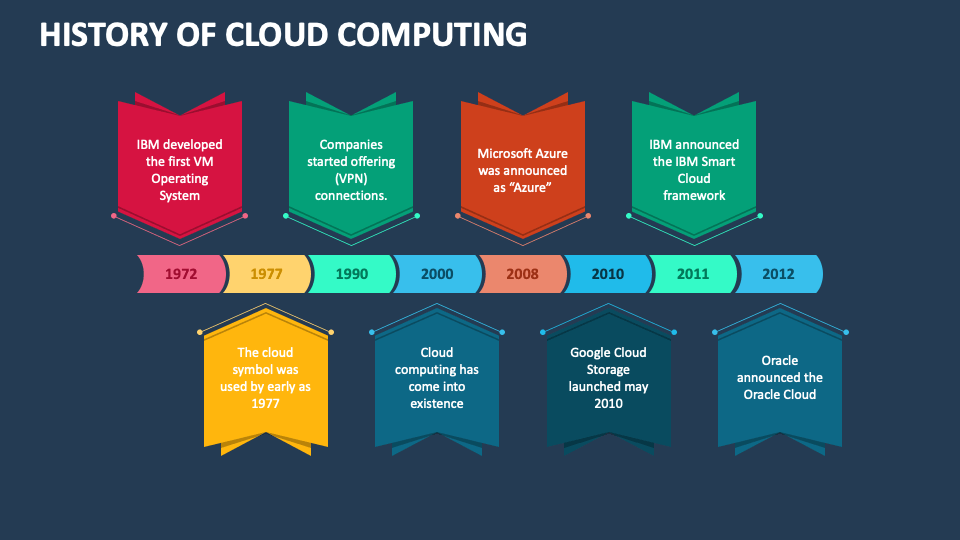 HISTORY OF CLOUD COMPUTING
IBM developed
the first VM
Operating
System
Companies
started offering
(VPN)
connections.
Microsoft Azure
was announced
as “Azure”
IBM announced
the IBM Smart
Cloud
framework
1972
1977
1990
2000
2008
2010
2011
2012
The cloud
symbol was
used by early as
1977
Cloud
computing has
come into
existence
Google Cloud
Storage
launched may
2010
Oracle
announced the
Oracle Cloud